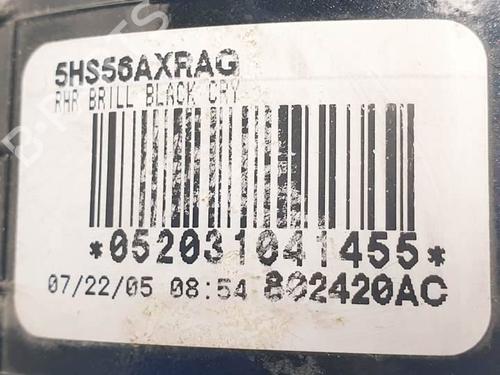 5HS56AXRAG
RHR BRILL BLACK CRY
*052031041455*
07/22/05 08:54 802420AC